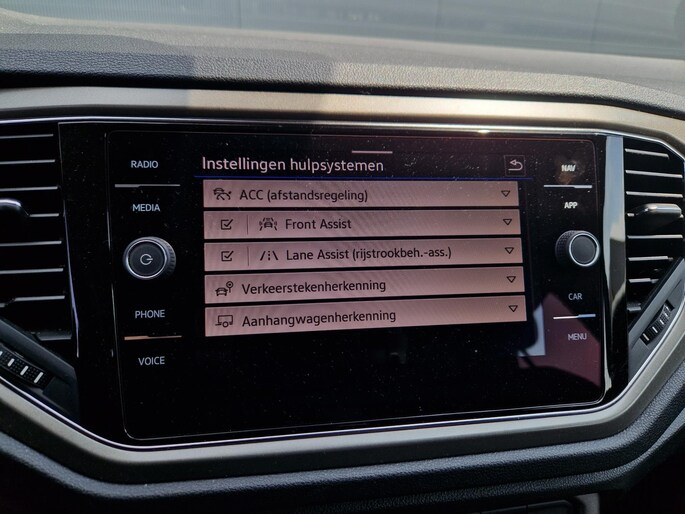 RADIO
MEDIA
PHONE
VOICE
Instellingen hulpsystemen
ACC (afstandsregeling)
Front Assist
Lane Assist (rijstrookbeh.-ass.)
Verkeerstekenherkenning
Aanhangwagenherkenning
NAV
APP
CAR
MENU